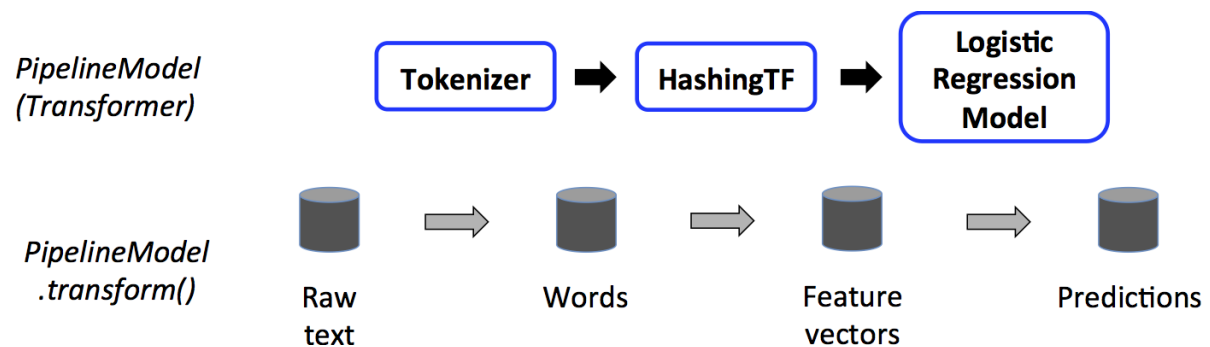 PipelineModel
(Transformer)
Tokenizer
HashingTF
Logistic
Regression
Model
PipelineModel
.transform()
Raw
text
Words
Feature
vectors
Predictions